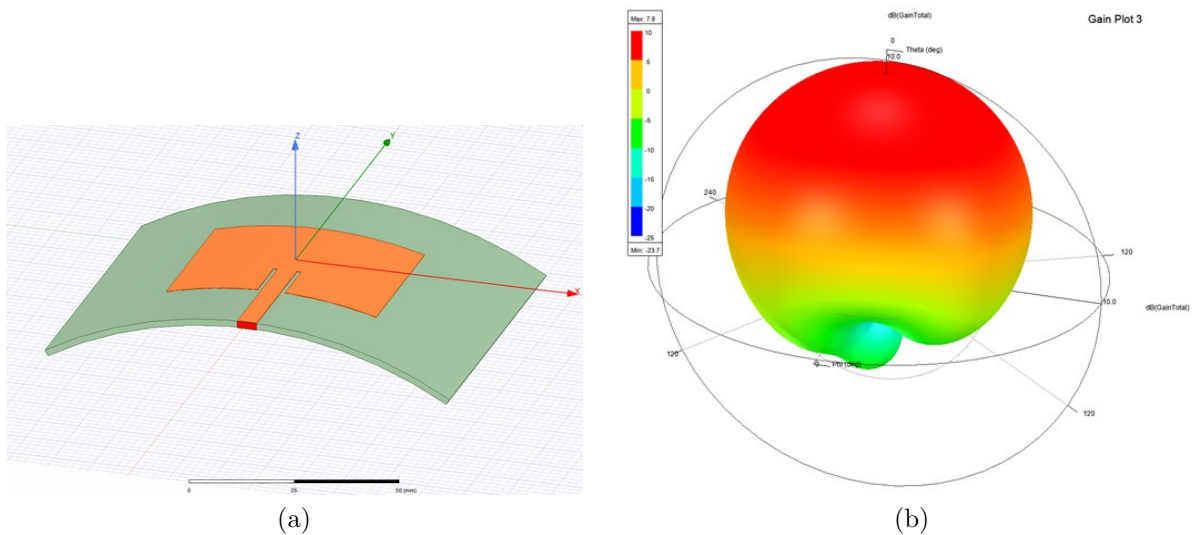 Z
Y
X
0
25
50 (mm)
(a)
dB(GainTotal)
Gain Plot 3
Max: 7.8
10
5
0
-5
-10
-15
-20
-25
Min: -23.7
0
Theta (deg)
10.0
240
120
10.0
dB(GainTotal)
120
Phi (deg)
120
(b)